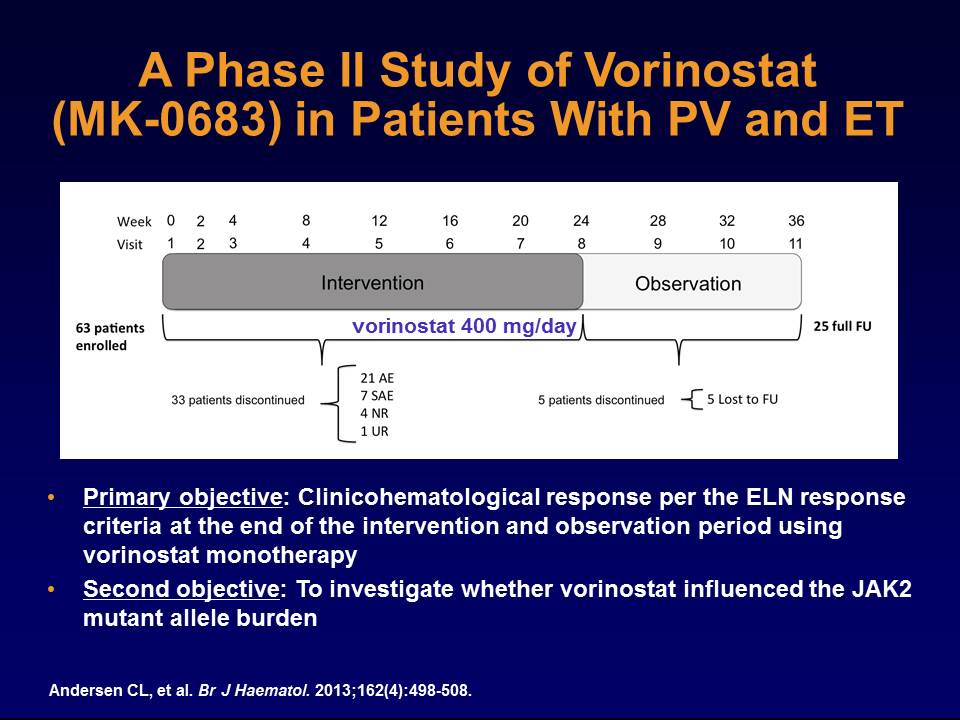 A Phase II Study of Vorinostat
(MK-0683) in Patients With PV and ET
Week 0 2 4 8 12 16 20 24 28 32 36
Visit 1 2 3 4 5 6 7 8 9 10 11
Intervention Observation
vorinostat 400 mg/day
63 patients
enrolled
25 full FU
33 patients discontinued
21 AE
7 SAE
4 NR
1 UR
5 patients discontinued
5 Lost to FU
• Primary objective: Clinicohematological response per the ELN response
criteria at the end of the intervention and observation period using
vorinostat monotherapy
• Second objective: To investigate whether vorinostat influenced the JAK2
mutant allele burden
Andersen CL, et al. Br J Haematol. 2013;162(4):498-508.